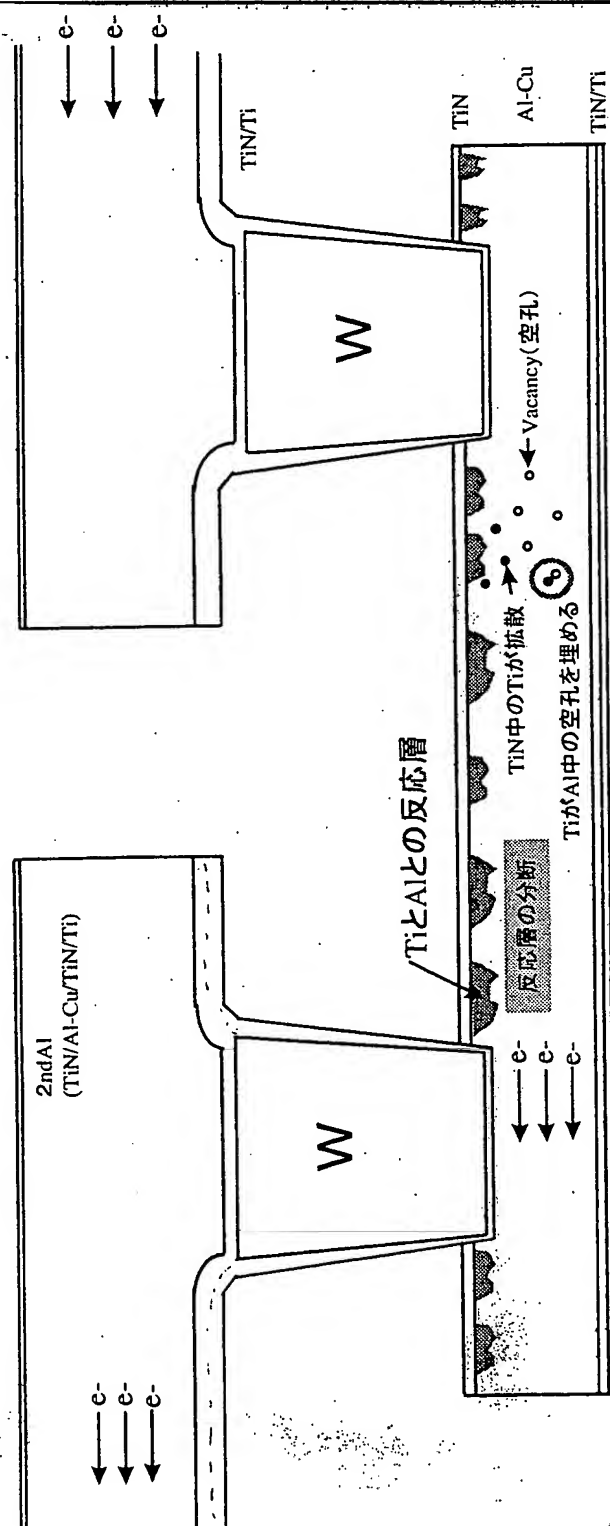 2ndAl
(TiN/Al-Cu/TiN/Ti)
e-
e-
e-
e-
e-
e-
TiN/Ti
W
W
TiN
Al-Cu
TiN/Ti
TiとAlとの反応層
反応層の分断
e-
e-
e-
TiN中のTiが拡散
Vacancy(空孔)
TiがAl中の空孔を埋める